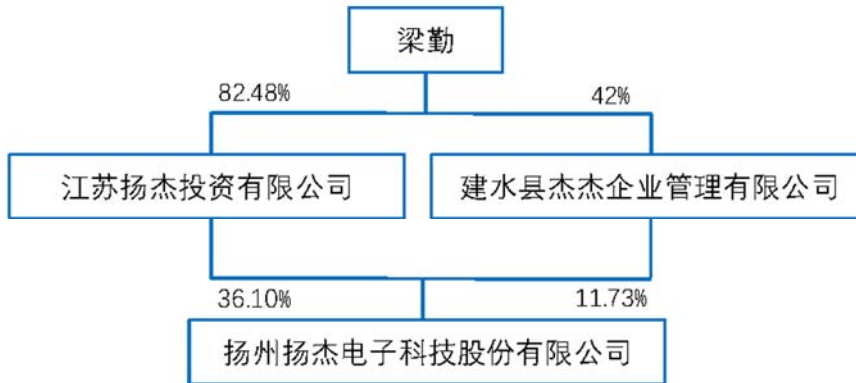 梁勤
82.48%
42%
江苏扬杰投资有限公司
建水县杰杰企业管理有限公司
36.10%
11.73%
扬州扬杰电子科技股份有限公司